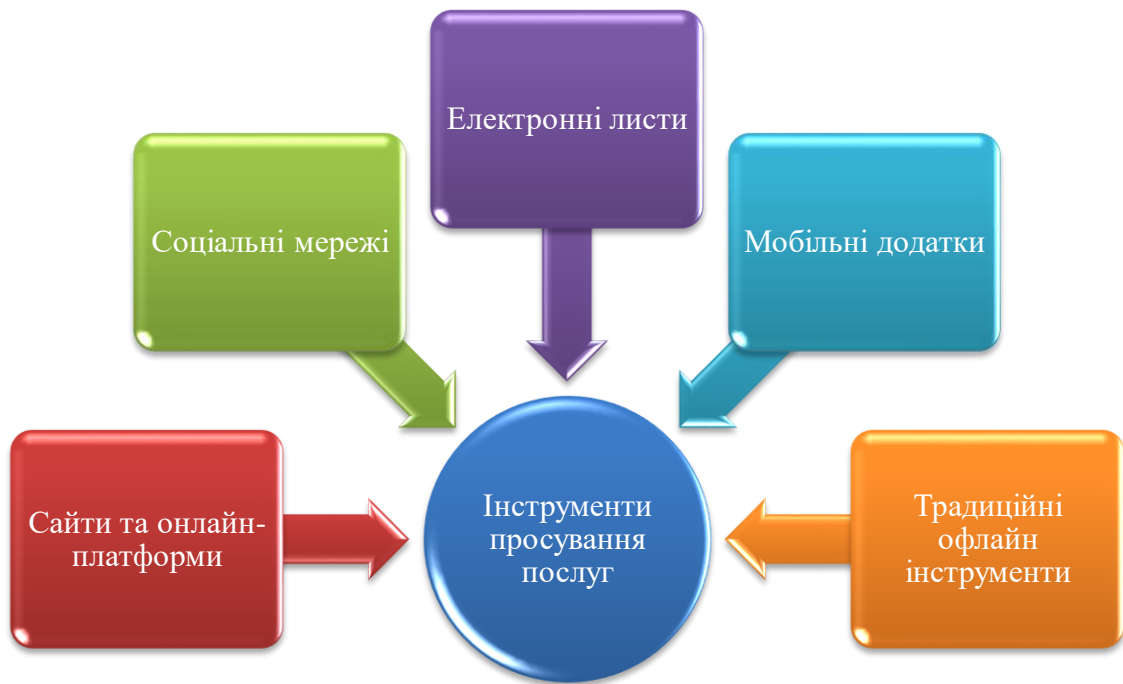 Електронні листи
Соціальні мережі
Мобільні додатки
Сайти та онлайн-
платформи
Інструменти
просування
послуг
Традиційні
офлайн
інструменти